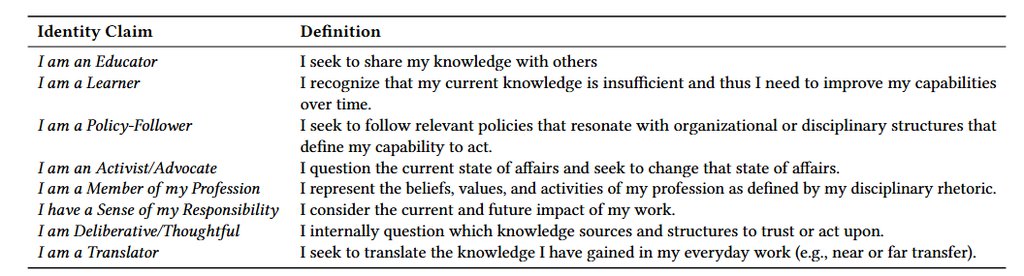 Identity Claim Definition
I am an Educator I seek to share my knowledge with others
I am a Learner I recognize that my current knowledge is insufficient and thus I need to improve my capabilities
over time.
I am a Policy-Follower I seek to follow relevant policies that resonate with organizational or disciplinary structures that
define my capability to act.
I am an Activist/Advocate I question the current state of affairs and seek to change that state of affairs.
I am a Member of my Profession I represent the beliefs, values, and activities of my profession as defined by my disciplinary rhetoric.
I have a Sense of my Responsibility I consider the current and future impact of my work.
I am Deliberative/Thoughtful I internally question which knowledge sources and structures to trust or act upon.
I am a Translator I seek to translate the knowledge I have gained in my everyday work (e.g., near or far transfer).